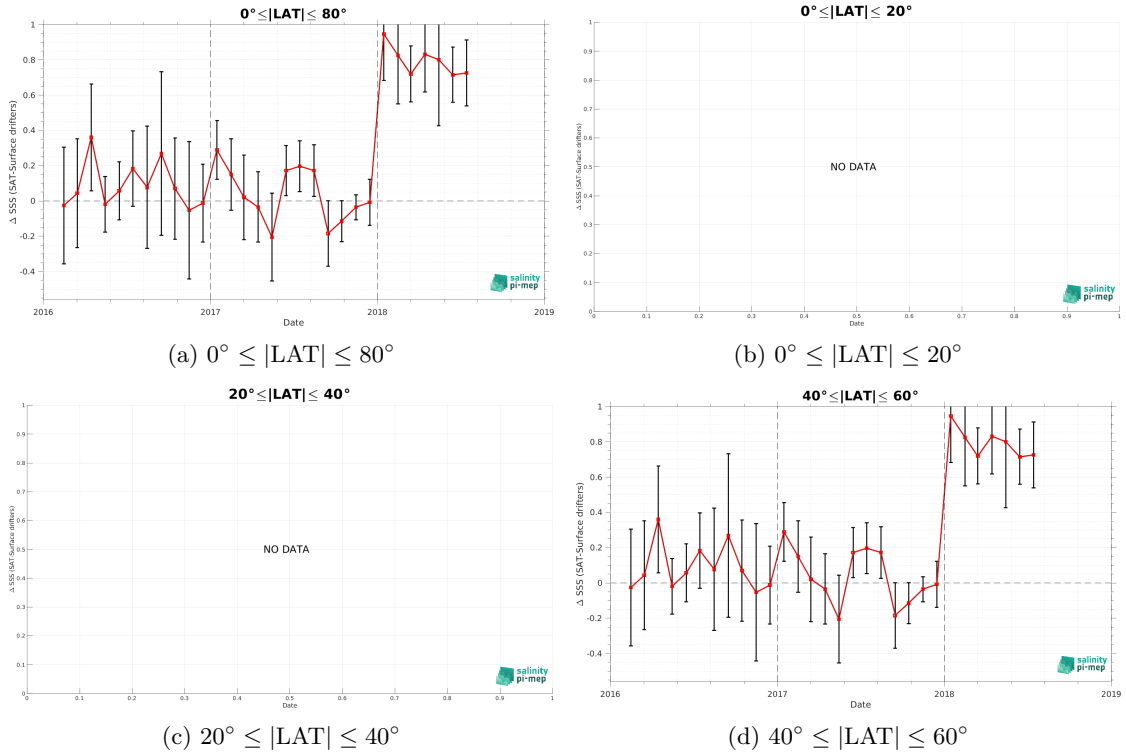 0°≤|LAT|≤ 80°
1
0.8
0.6
0.4
0.2
0
-0.2
-0.4
Δ SSS (SAT-Surface drifters)
2016
2017
2018
2019
Date
salinity
pi-mep
(a) 0° ≤ |LAT| ≤ 80°
0°≤|LAT|≤ 20°
1
0.9
0.8
0.7
0.6
0.5
0.4
0.3
0.2
0.1
0
Δ SSS (SAT-Surface drifters)
NO DATA
0
0.1
0.2
0.3
0.4
0.5
0.6
0.7
0.8
0.9
1
Date
salinity
pi-mep
(b) 0° ≤ |LAT| ≤ 20°
20°≤|LAT|≤ 40°
1
0.9
0.8
0.7
0.6
0.5
0.4
0.3
0.2
0.1
0
Δ SSS (SAT-Surface drifters)
NO DATA
0
0.1
0.2
0.3
0.4
0.5
0.6
0.7
0.8
0.9
1
Date
salinity
pi-mep
(c) 20° ≤ |LAT| ≤ 40°
40°≤|LAT|≤ 60°
1
0.8
0.6
0.4
0.2
0
-0.2
-0.4
Δ SSS (SAT-Surface drifters)
2016
2017
2018
2019
Date
salinity
pi-mep
(d) 40° ≤ |LAT| ≤ 60°